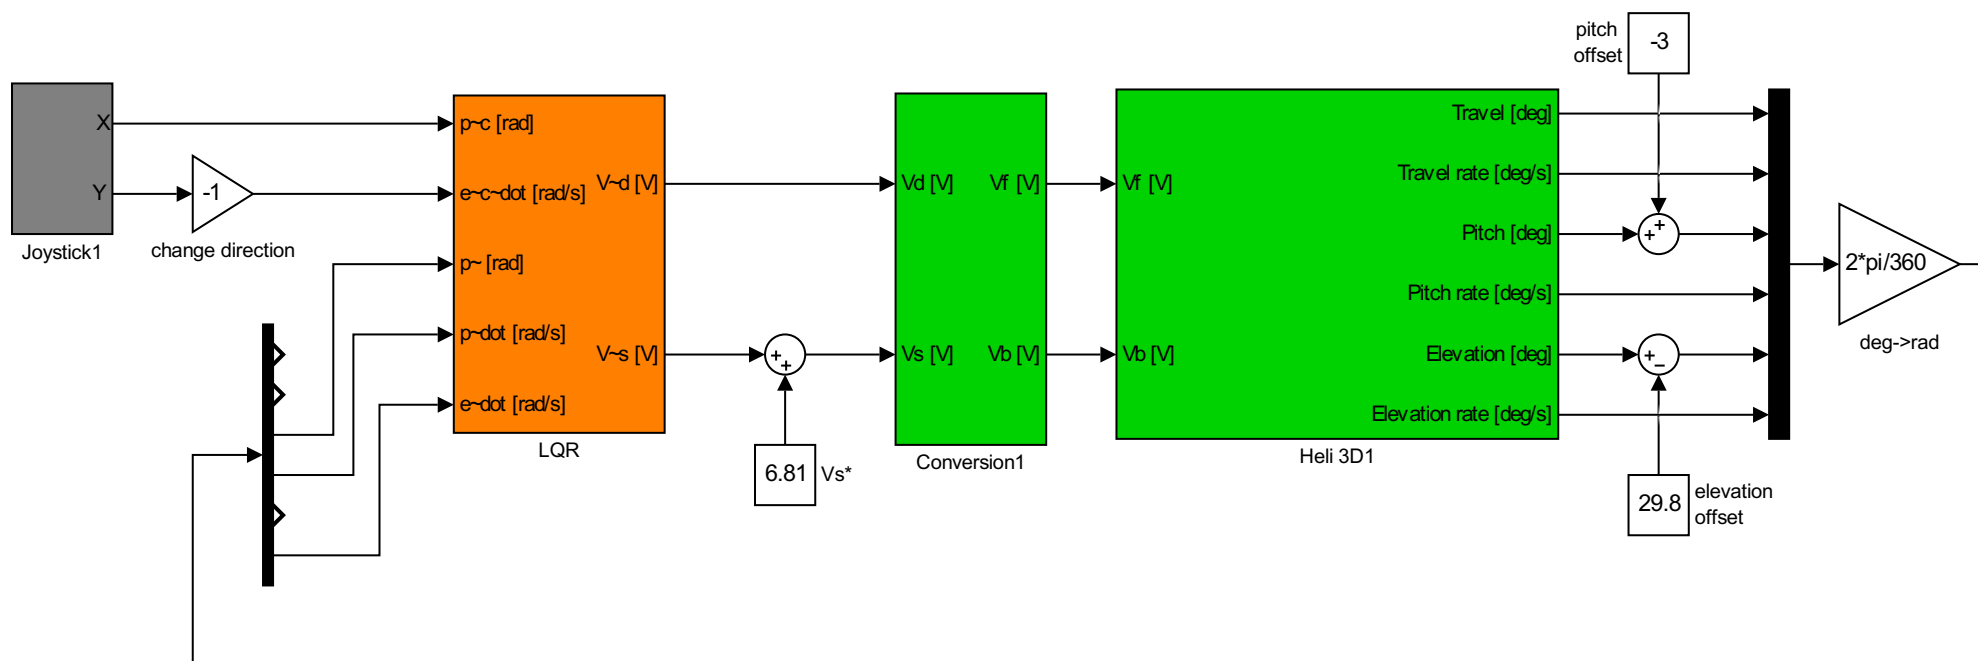 X
Y
Joystick1
-1
change direction
p~c [rad]
e~c~dot [rad/s]
p~ [rad]
p~dot [rad/s]
e~dot [rad/s]
V~d [V]
V~s [V]
LQR
+
+
6.81
Vs*
Vd [V]
Vs [V]
Vf [V]
Vb [V]
Conversion1
Vf [V]
Vb [V]
Travel [deg]
Travel rate [deg/s]
Pitch [deg]
Pitch rate [deg/s]
Elevation [deg]
Elevation rate [deg/s]
Heli 3D1
pitch
offset
-3
+
+
+
−
29.8
elevation
offset
2*pi/360
deg->rad